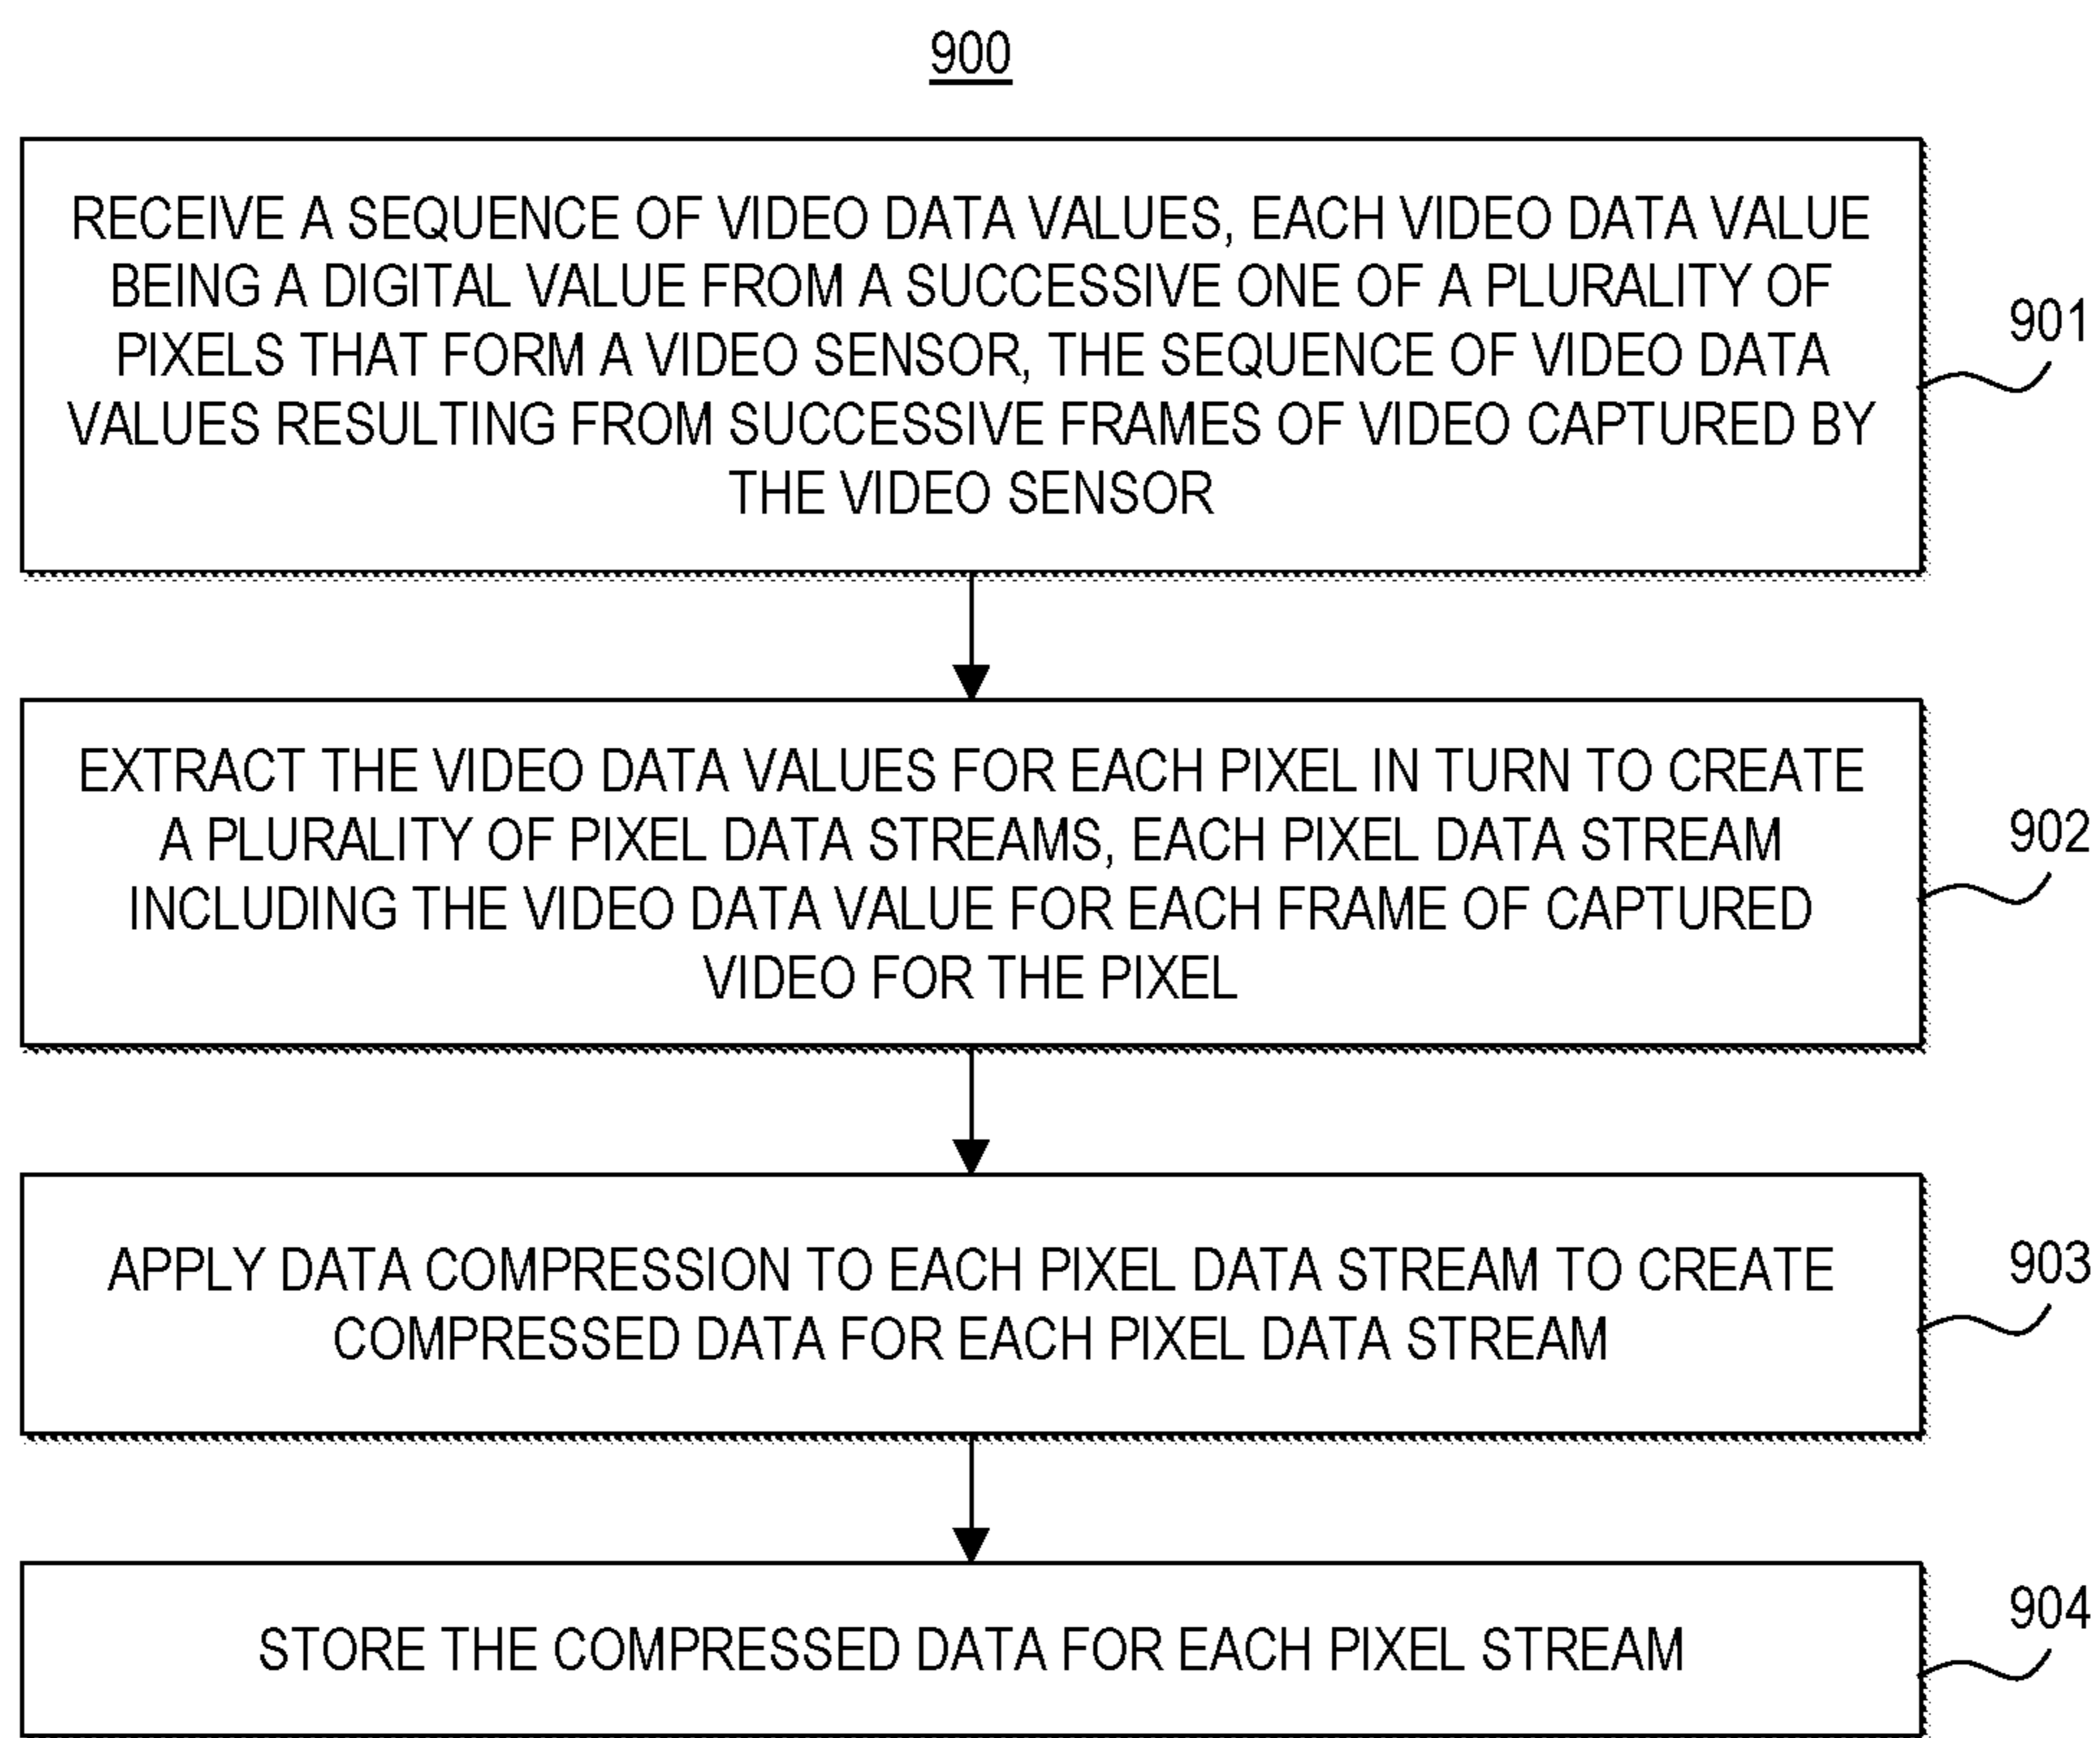 900
RECEIVE A SEQUENCE OF VIDEO DATA VALUES, EACH VIDEO DATA VALUE
BEING A DIGITAL VALUE FROM A SUCCESSIVE ONE OF A PLURALITY OF
PIXELS THAT FORM A VIDEO SENSOR, THE SEQUENCE OF VIDEO DATA
VALUES RESULTING FROM SUCCESSIVE FRAMES OF VIDEO CAPTURED BY
THE VIDEO SENSOR
901
EXTRACT THE VIDEO DATA VALUES FOR EACH PIXEL IN TURN TO CREATE
A PLURALITY OF PIXEL DATA STREAMS, EACH PIXEL DATA STREAM
INCLUDING THE VIDEO DATA VALUE FOR EACH FRAME OF CAPTURED
VIDEO FOR THE PIXEL
902
APPLY DATA COMPRESSION TO EACH PIXEL DATA STREAM TO CREATE
COMPRESSED DATA FOR EACH PIXEL DATA STREAM
903
STORE THE COMPRESSED DATA FOR EACH PIXEL STREAM
904